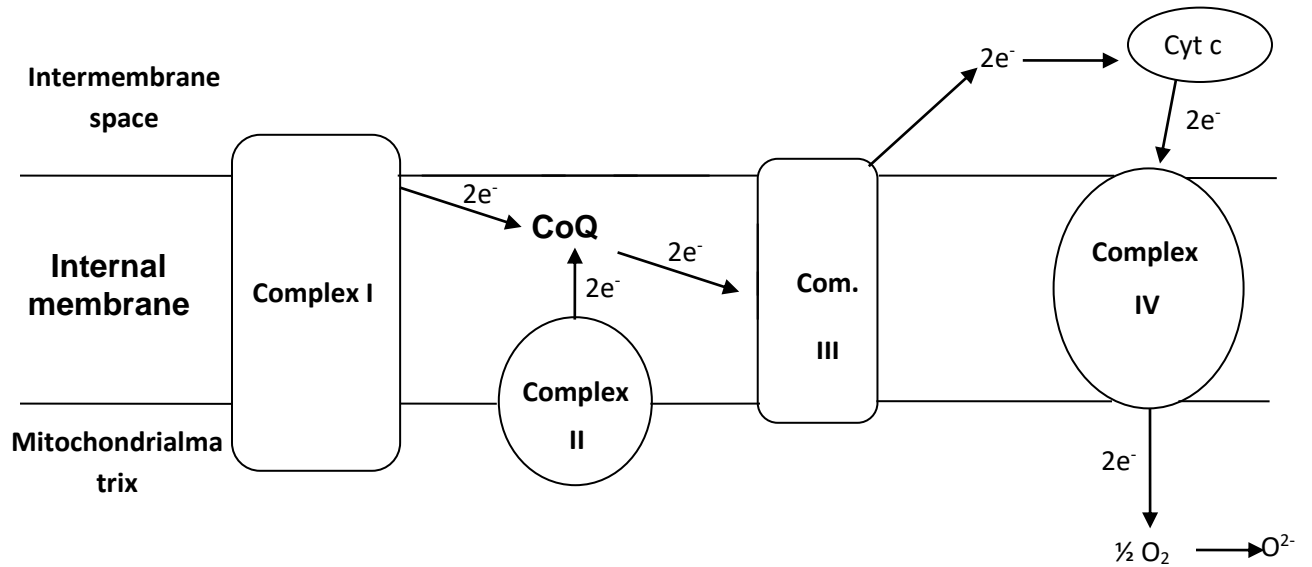 Intermembrane
space
2e⁻
Cyt c
2e⁻
2e⁻
CoQ
2e⁻
Internal
membrane
Complex I
2e⁻
Com.
III
Complex
IV
Complex
II
Mitochondrialma
trix
2e⁻
½ O₂
O²⁻